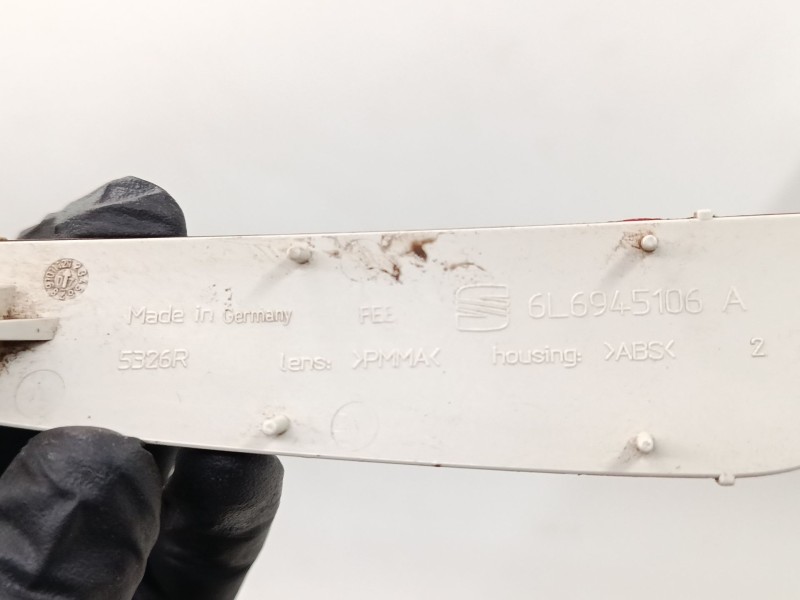 Made in Germany 6L6945106 A
5326R lens: >PMMA< housing: >ABS< 2